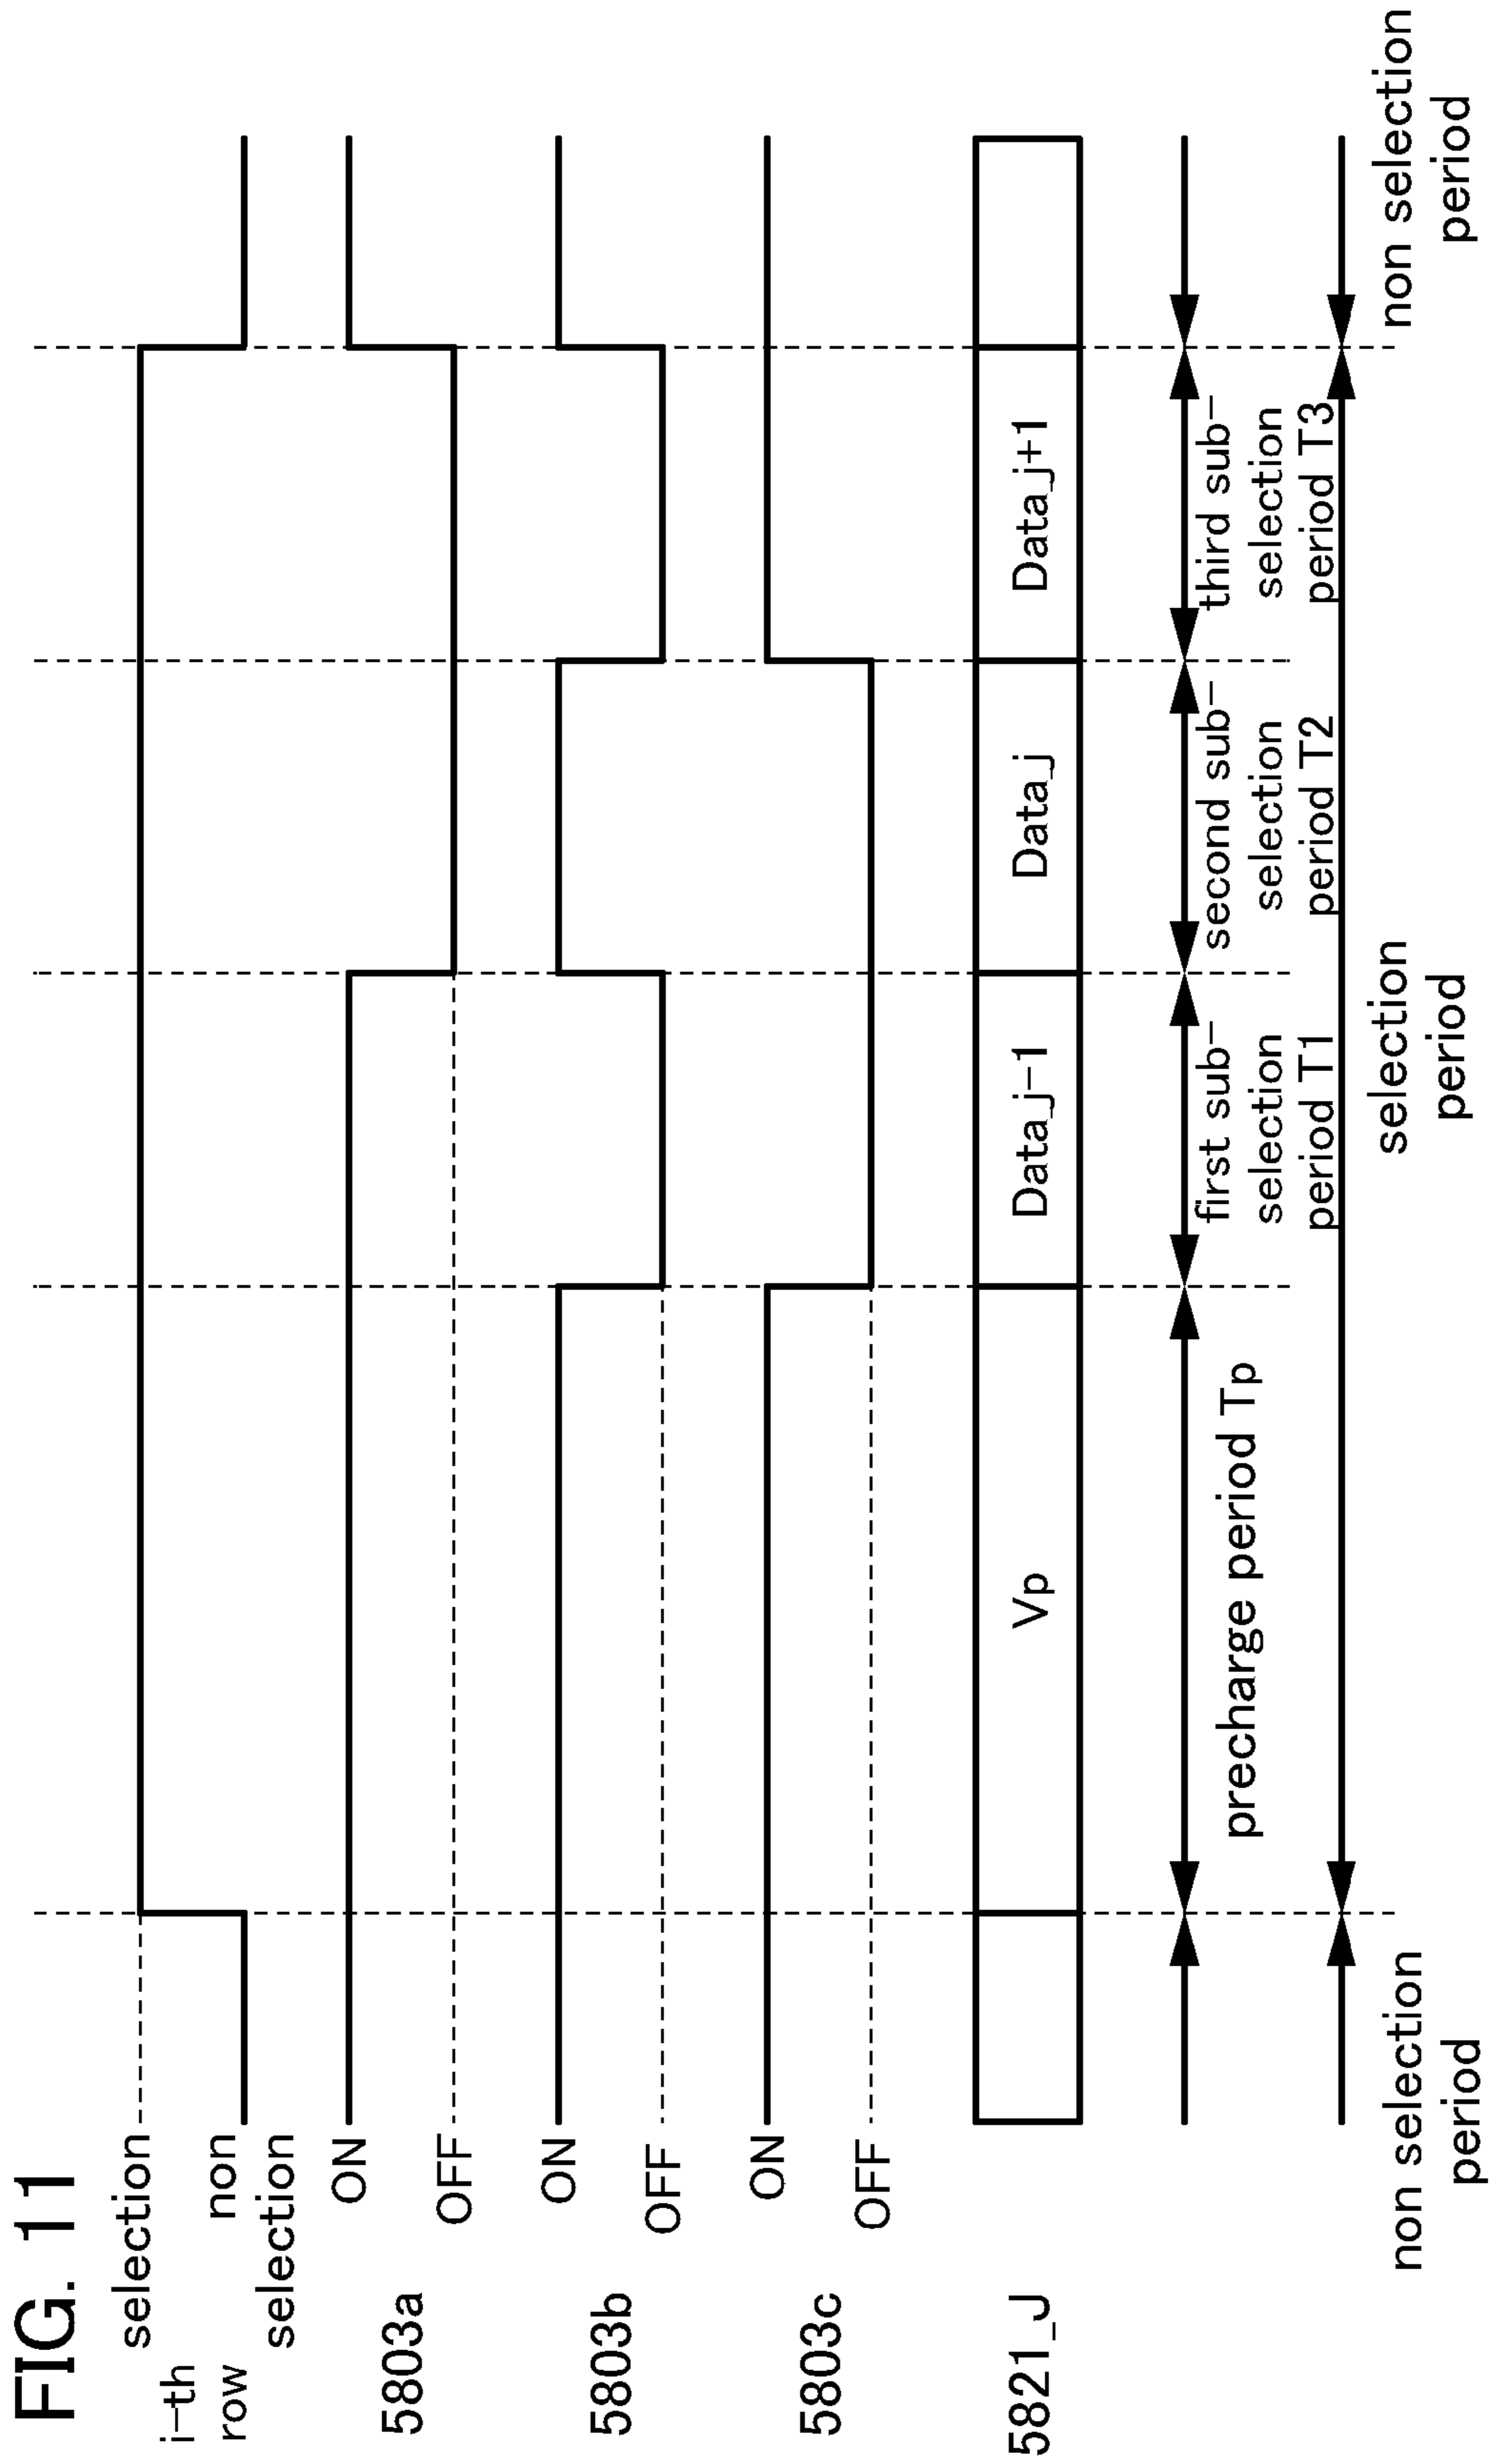 FIG. 11
selection
i-th
row
non
selection
5803a
ON
OFF
5803b
ON
OFF
5803c
ON
OFF
5821_J
Vp
Data_j-1
Data_j
Data_j+1
precharge period Tp
first sub-
selection
period T1
second sub-
selection
period T2
third sub-
selection
period T3
non selection
period
selection
period
non selection
period